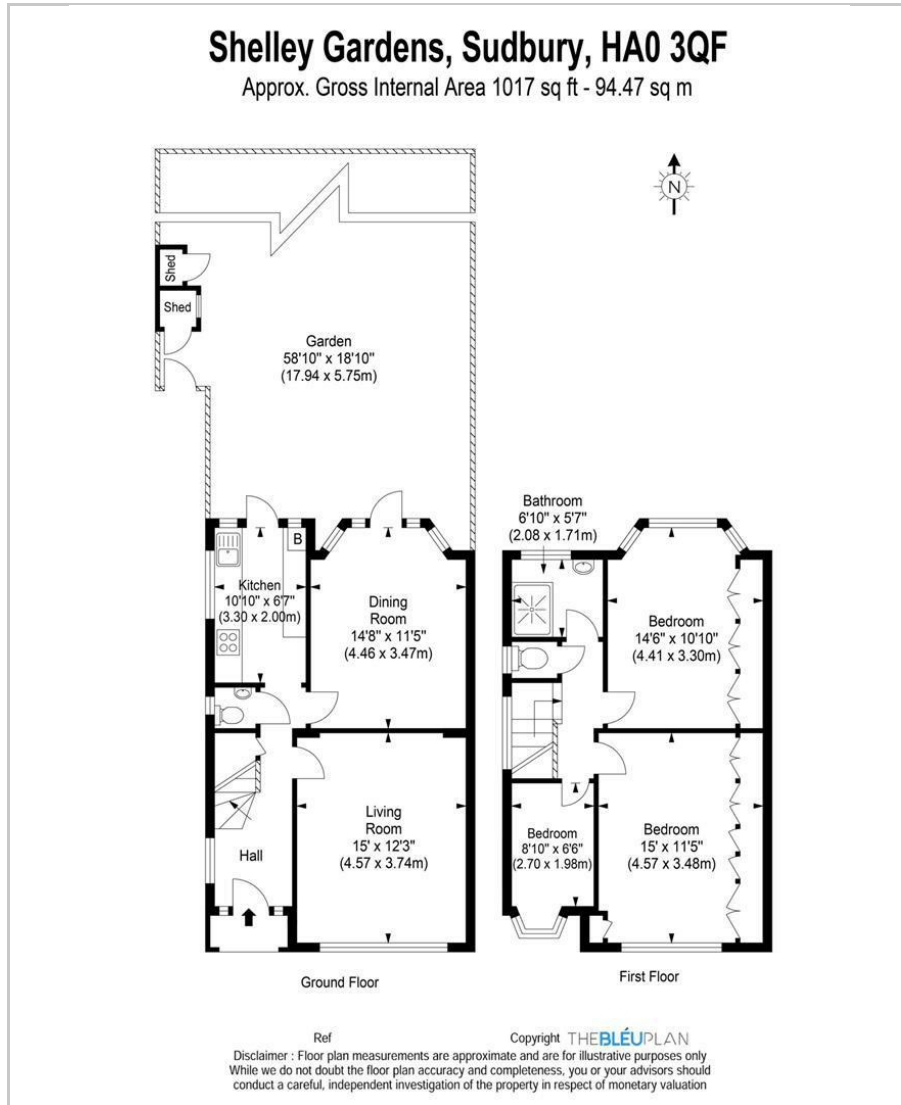 Shelley Gardens, Sudbury, HA0 3QF
Approx. Gross Internal Area 1017 sq ft - 94.47 sq m
N
Shed
Shed
Garden
58'10" x 18'10"
(17.94 x 5.75m)
B
Kitchen
10'10" x 6'7"
(3.30 x 2.00m)
Dining
Room
14'8" x 11'5"
(4.46 x 3.47m)
Living
Room
15' x 12'3"
(4.57 x 3.74m)
Hall
Ground Floor
Bathroom
6'10" x 5'7"
(2.08 x 1.71m)
Bedroom
14'6" x 10'10"
(4.41 x 3.30m)
Bedroom
8'10" x 6'6"
(2.70 x 1.98m)
Bedroom
15' x 11'5"
(4.57 x 3.48m)
First Floor
Ref
Copyright THEBLÉUPLAN
Disclaimer : Floor plan measurements are approximate and are for illustrative purposes only
While we do not doubt the floor plan accuracy and completeness, you or your advisors should
conduct a careful, independent investigation of the property in respect of monetary valuation